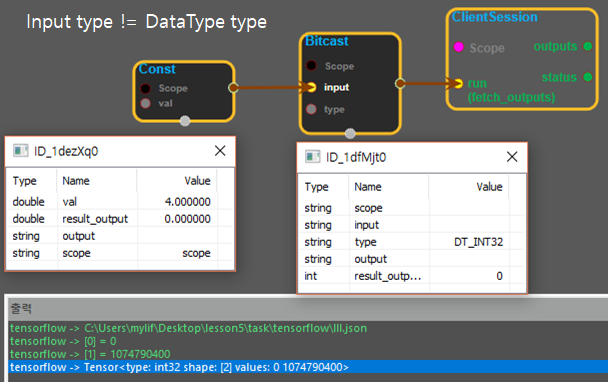 Input type != DataType type
Const
Scope
val
Bitcast
Scope
input
type
ClientSession
Scope
outputs
status
run
(fetch_outputs)
ID_1dezXq0
Type Name Value
double val 4.000000
double result_output 0.000000
string output
string scope scope
ID_1dfMjt0
Type Name Value
string scope
string input
string type DT_INT32
string output
int result_outp... 0
출력
tensorflow -> C:\Users\mylif\Desktop\lesson5\task\tensorflow\lll.json
tensorflow -> [0] = 0
tensorflow -> [1] = 1074790400
tensorflow -> Tensor<type: int32 shape: [2] values: 0 1074790400>